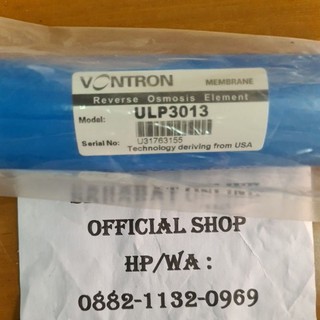 VONTRON
MEMBRANE
Reverse Osmosis Element
Model: ULP3013
Serial No: U31763155
Technology deriving from USA
OFFICIAL SHOP
HP/WA :
0882-1132-0969